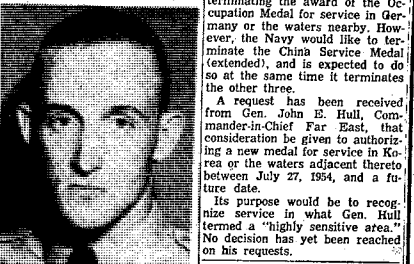 terminating the award of the Oc-
cupation Medal for service in Ger-
many or the waters nearby. How-
ever, the Navy would like to ter-
minate the China Service Medal
(extended), and is expected to do
so at the same time it terminates
the other three.
A request has been received
from Gen. John E. Hull, Com-
mander-in-Chief Far East, that
consideration be given to authoriz-
ing a new medal for service in Ko-
rea or the waters adjacent thereto
between July 27, 1954, and a fu-
ture date.
Its purpose would be to recog-
nize service in what Gen. Hull
termed a "highly sensitive area."
No decision has yet been reached
on his requests.